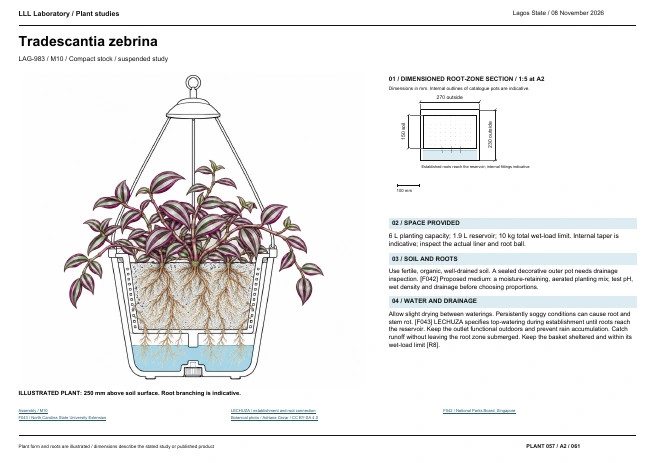 LLL Laboratory / Plant studies
Lagos State / 08 November 2026
Tradescantia zebrina
LAG-983 / M10 / Compact stock / suspended study
01 / DIMENSIONED ROOT-ZONE SECTION / 1:5 at A2
Dimensions in mm. Internal outlines of catalogue pots are indicative.
270 outside
150 soil
230 outside
Established roots reach the reservoir; internal fittings indicative.
100 mm
02 / SPACE PROVIDED
6 L planting capacity; 1.9 L reservoir; 10 kg total wet-load limit. Internal taper is
indicative; inspect the actual liner and root ball.
03 / SOIL AND ROOTS
Use fertile, organic, well-drained soil. A sealed decorative outer pot needs drainage
inspection. [F042] Proposed medium: a moisture-retaining, aerated planting mix; test pH,
wet density and drainage before choosing proportions.
04 / WATER AND DRAINAGE
Allow slight drying between waterings. Persistently soggy conditions can cause root and
stem rot. [F043] LECHUZA specifies top-watering during establishment until roots reach
the reservoir. Keep the outlet functional outdoors and prevent rain accumulation. Catch
runoff without leaving the root zone submerged. Keep the basket sheltered and within its
wet-load limit [R8].
ILLUSTRATED PLANT: 250 mm above soil surface. Root branching is indicative.
Assembly / M10
LECHUZA / establishment and root connection
F042 / National Parks Board, Singapore
F043 / North Carolina State University Extension
Botanical photo / Adriana Cesar / CC BY-SA 4.0
Plant form and roots are illustrated / dimensions describe the stated study or published product
PLANT 057 / A2 / 061